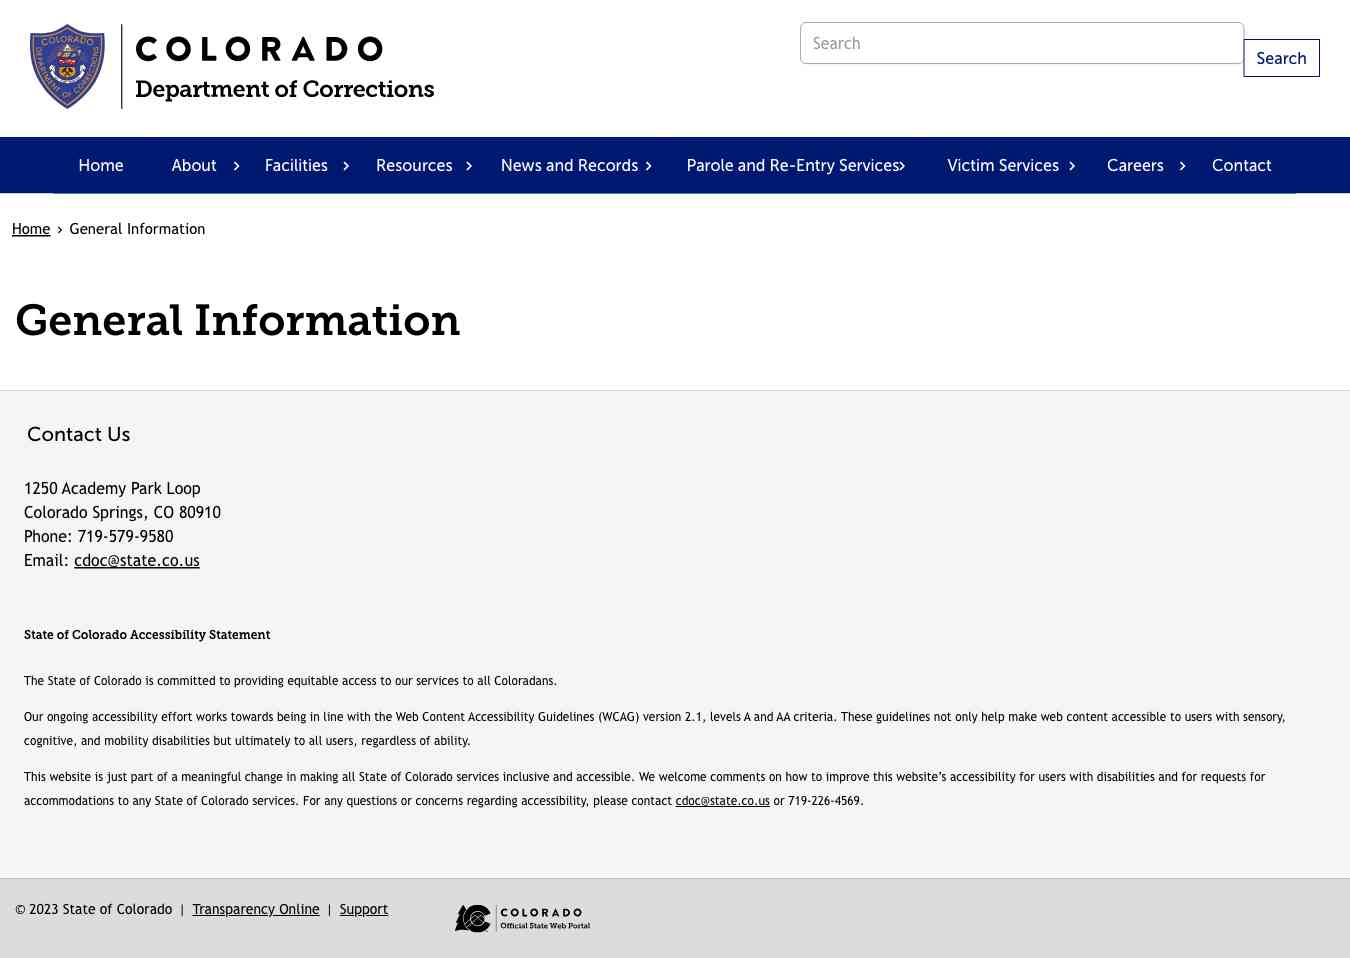 COLORADO
Department of Corrections
Search
Search
Home About Facilities Resources News and Records Parole and Re-Entry Services Victim Services Careers Contact
Home › General Information
General Information
Contact Us
1250 Academy Park Loop
Colorado Springs, CO 80910
Phone: 719-579-9580
Email: cdoc@state.co.us
State of Colorado Accessibility Statement
The State of Colorado is committed to providing equitable access to our services to all Coloradans.
Our ongoing accessibility effort works towards being in line with the Web Content Accessibility Guidelines (WCAG) version 2.1, levels A and AA criteria. These guidelines not only help make web content accessible to users with sensory,
cognitive, and mobility disabilities but ultimately to all users, regardless of ability.
This website is just part of a meaningful change in making all State of Colorado services inclusive and accessible. We welcome comments on how to improve this website’s accessibility for users with disabilities and for requests for
accommodations to any State of Colorado services. For any questions or concerns regarding accessibility, please contact cdoc@state.co.us or 719-226-4569.
© 2023 State of Colorado | Transparency Online | Support
COLORADO
Official State Web Portal